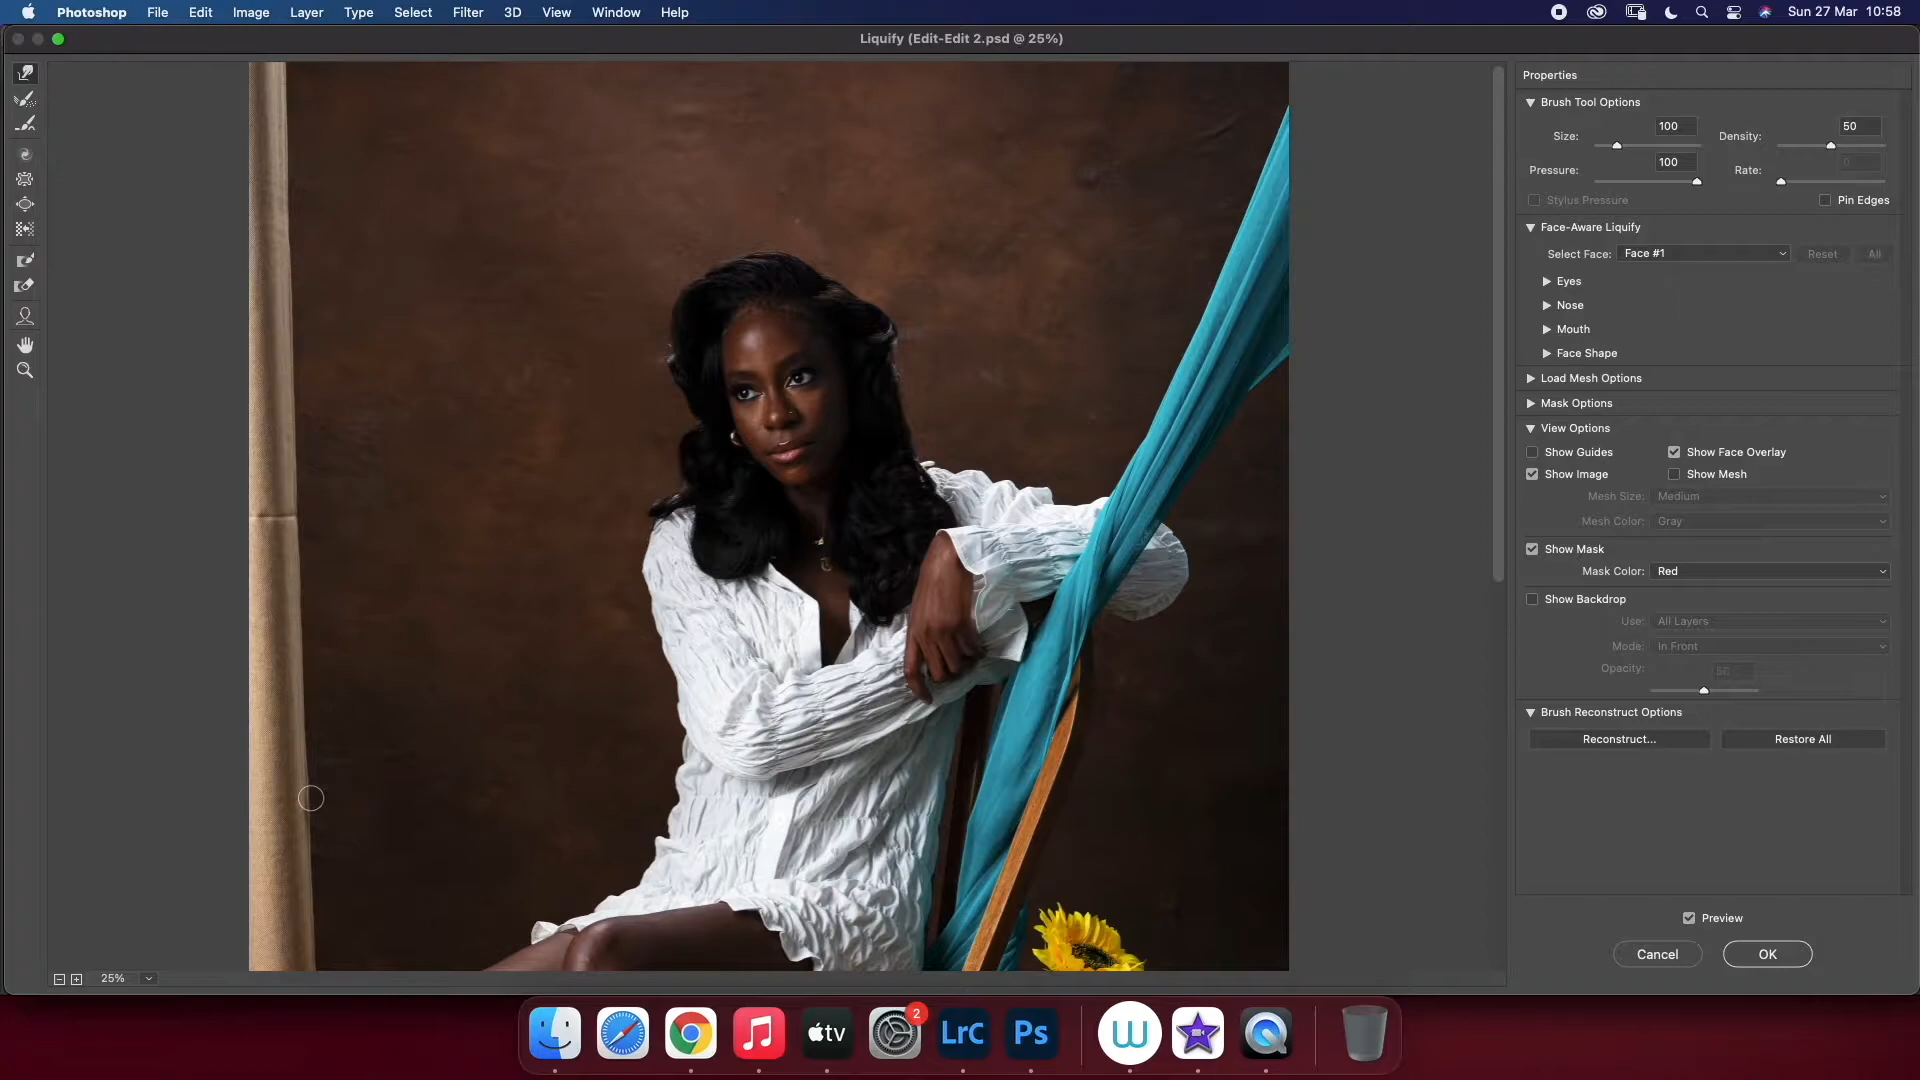 Photoshop File Edit Image Layer Type Select Filter 3D View Window Help Sun 27 Mar 10:58
Liquify (Edit-Edit 2.psd @ 25%)
Properties
Brush Tool Options
Size: 100 Density: 50
Pressure: 100 Rate: 0
Stylus Pressure Pin Edges
Face-Aware Liquify
Select Face: Face #1 Reset All
Eyes
Nose
Mouth
Face Shape
Load Mesh Options
Mask Options
View Options
Show Guides Show Face Overlay
Show Image Show Mesh
Mesh Size: Medium
Mesh Color: Gray
Show Mask
Mask Color: Red
Show Backdrop
Use: All Layers
Mode: In Front
Opacity: 50
Brush Reconstruct Options
Reconstruct... Restore All
Preview
Cancel OK
25%
tv 2 LrC Ps W